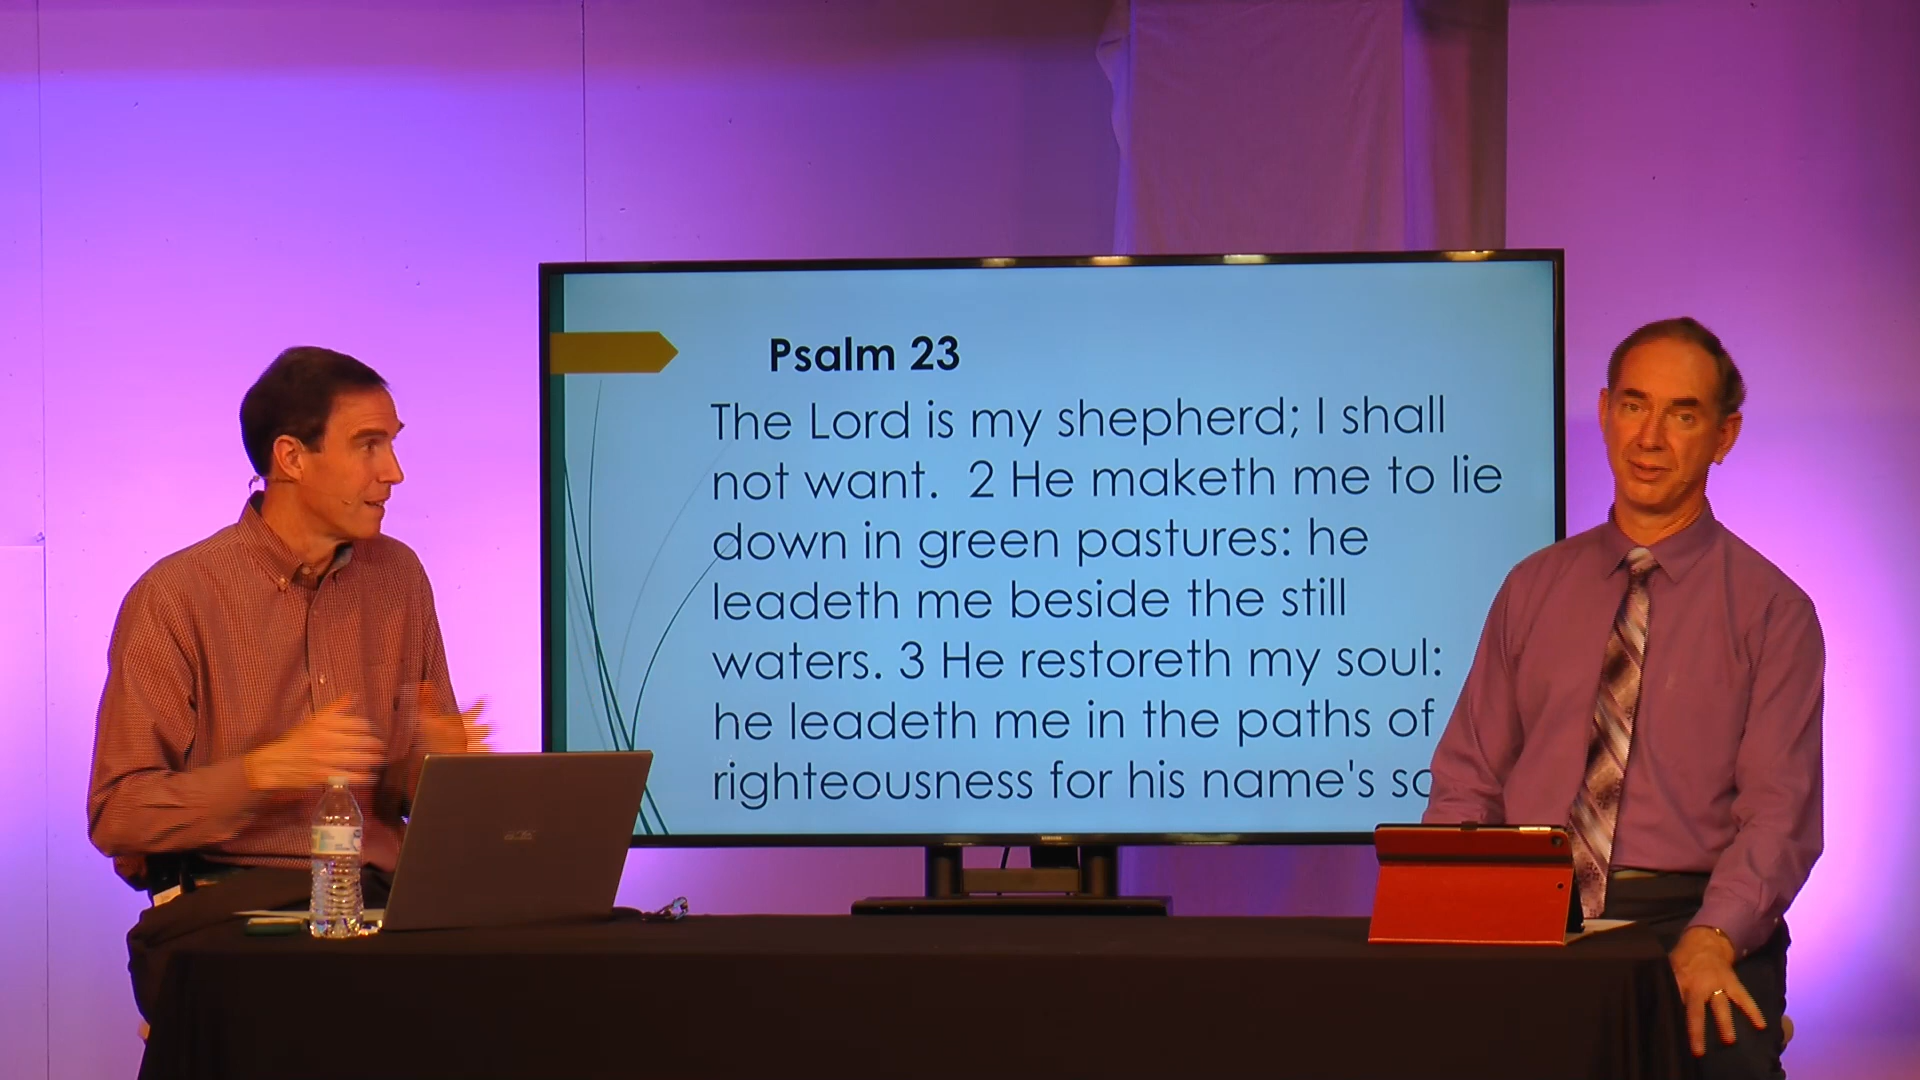 Psalm 23
The Lord is my shepherd; I shall
not want. 2 He maketh me to lie
down in green pastures: he
leadeth me beside the still
waters. 3 He restoreth my soul:
he leadeth me in the paths of
righteousness for his name's